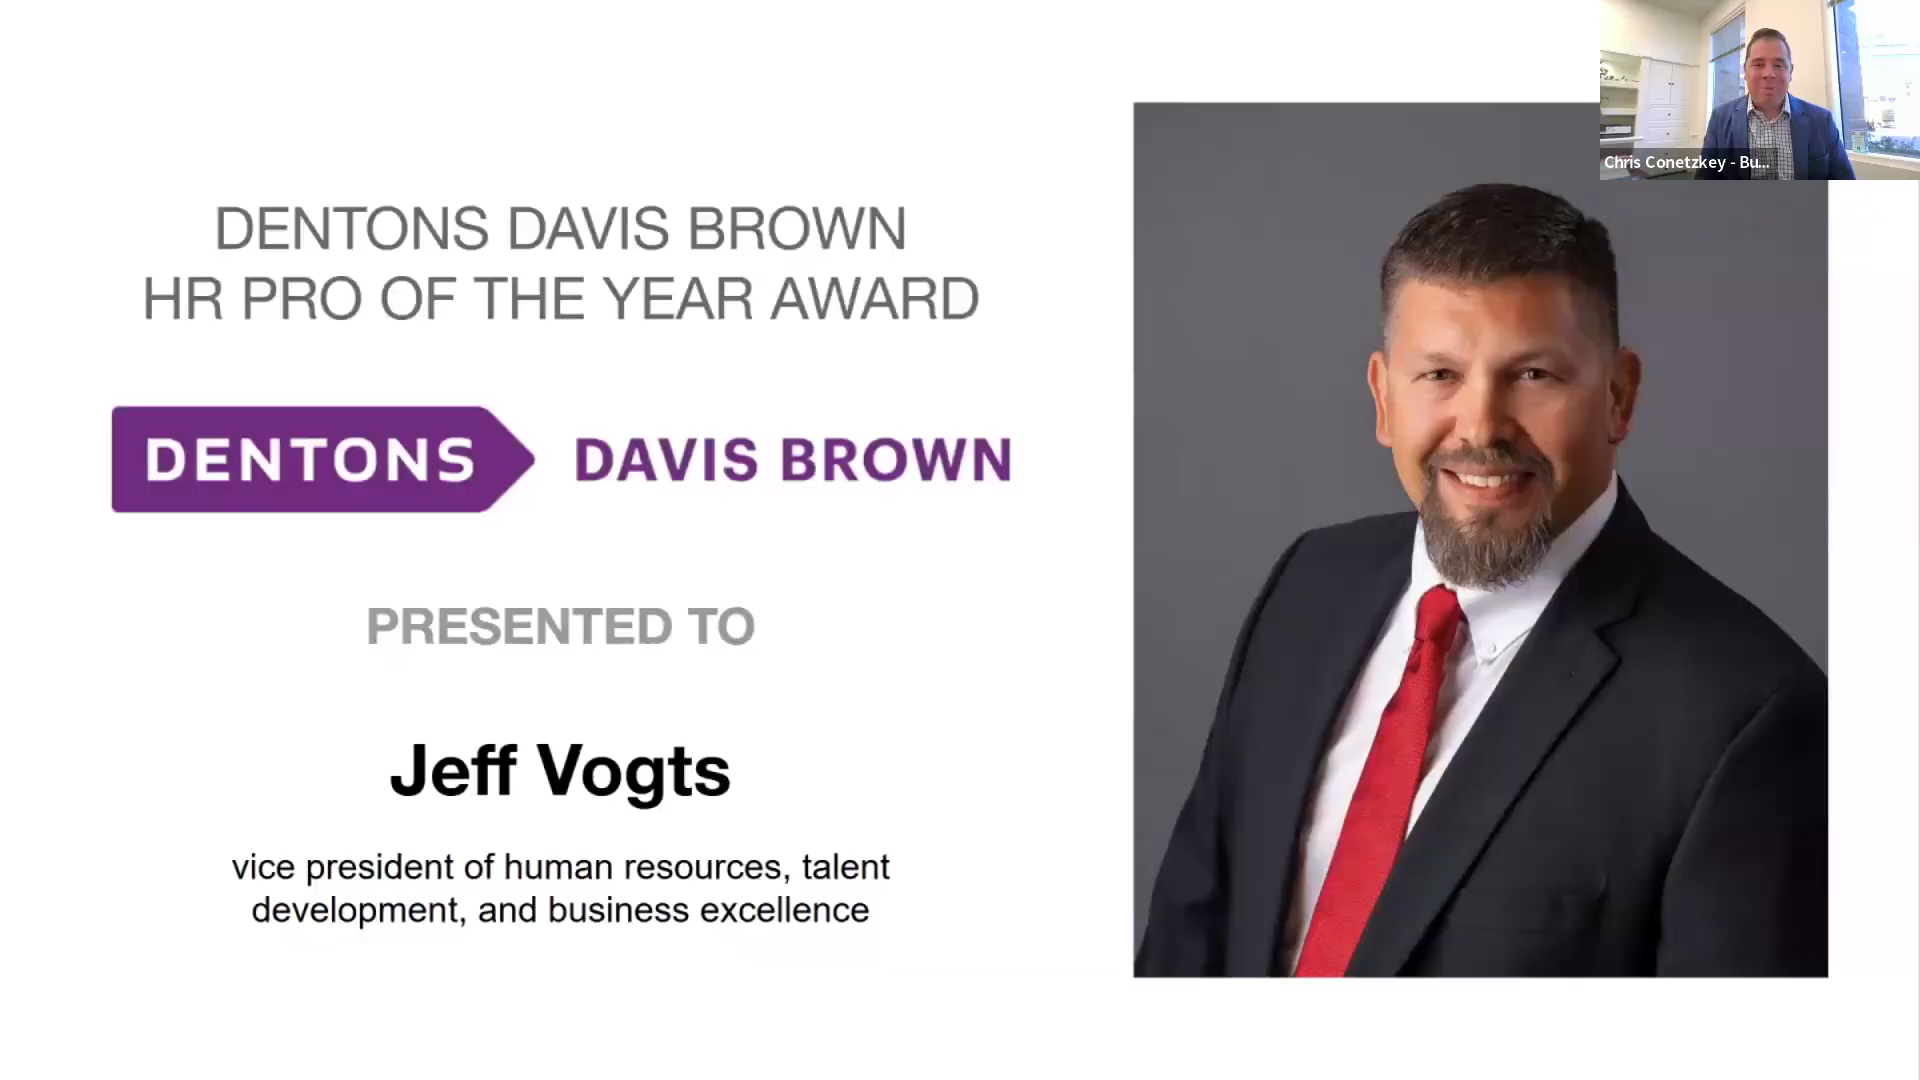 Chris Conetzkey - Bu...
DENTONS DAVIS BROWN
HR PRO OF THE YEAR AWARD
DENTONS DAVIS BROWN
PRESENTED TO
Jeff Vogts
vice president of human resources, talent
development, and business excellence